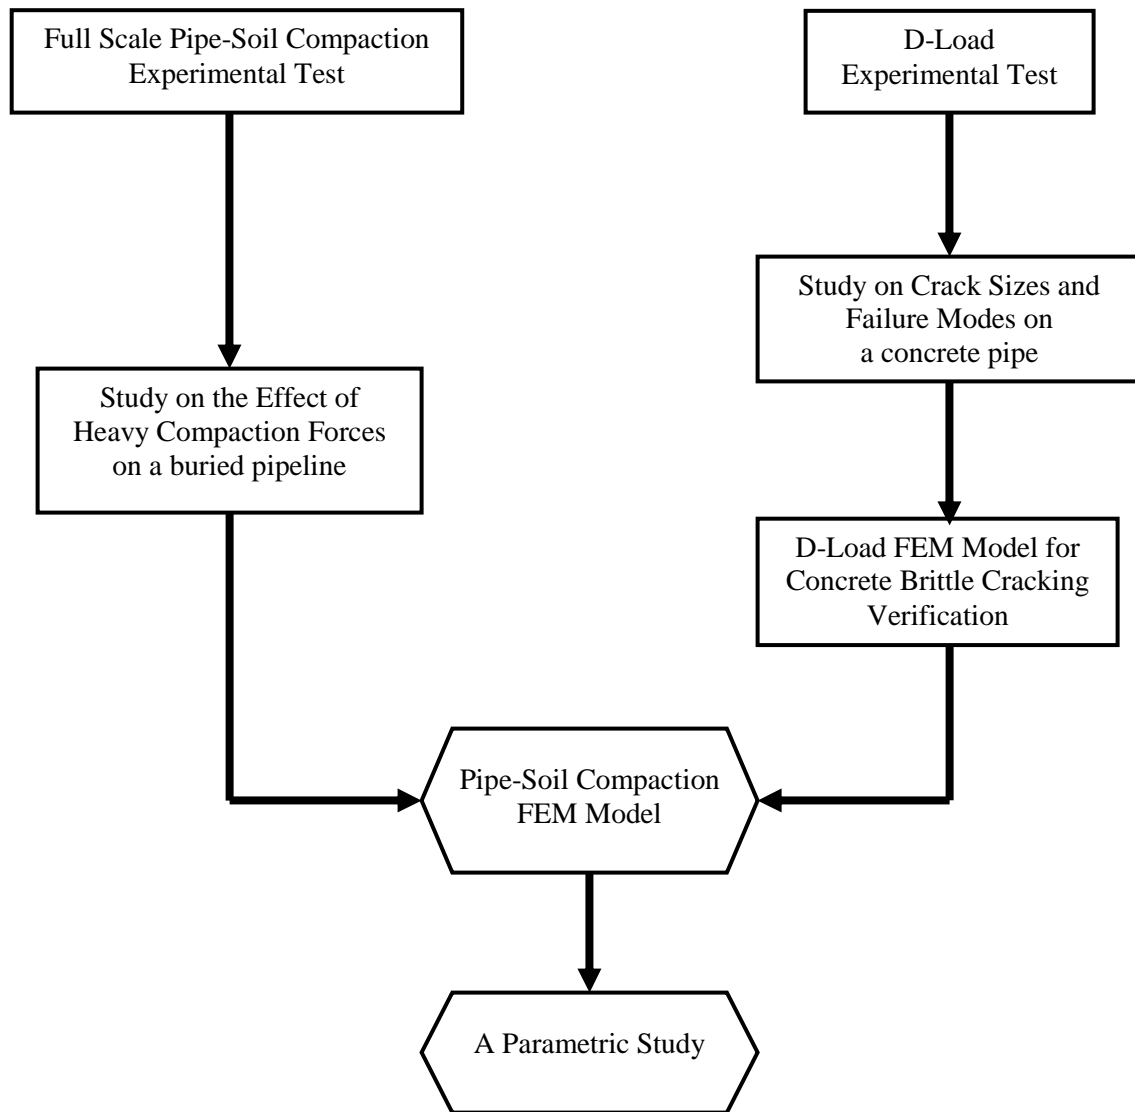 Full Scale Pipe-Soil Compaction
Experimental Test
D-Load
Experimental Test
Study on Crack Sizes and
Failure Modes on
a concrete pipe
Study on the Effect of
Heavy Compaction Forces
on a buried pipeline
D-Load FEM Model for
Concrete Brittle Cracking
Verification
Pipe-Soil Compaction
FEM Model
A Parametric Study